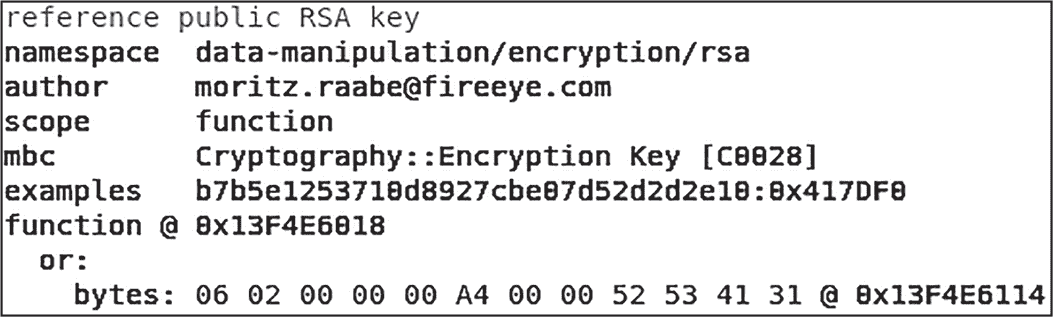 reference public RSA key
namespace  data-manipulation/encryption/rsa
author     moritz.raabe@fireeye.com
scope      function
mbc        Cryptography::Encryption Key [C0028]
examples   b7b5e1253710d8927cbe07d52d2d2e10:0x417DF0
function @ 0x13F4E6018
  or:
    bytes: 06 02 00 00 00 A4 00 00 52 53 41 31 @ 0x13F4E6114